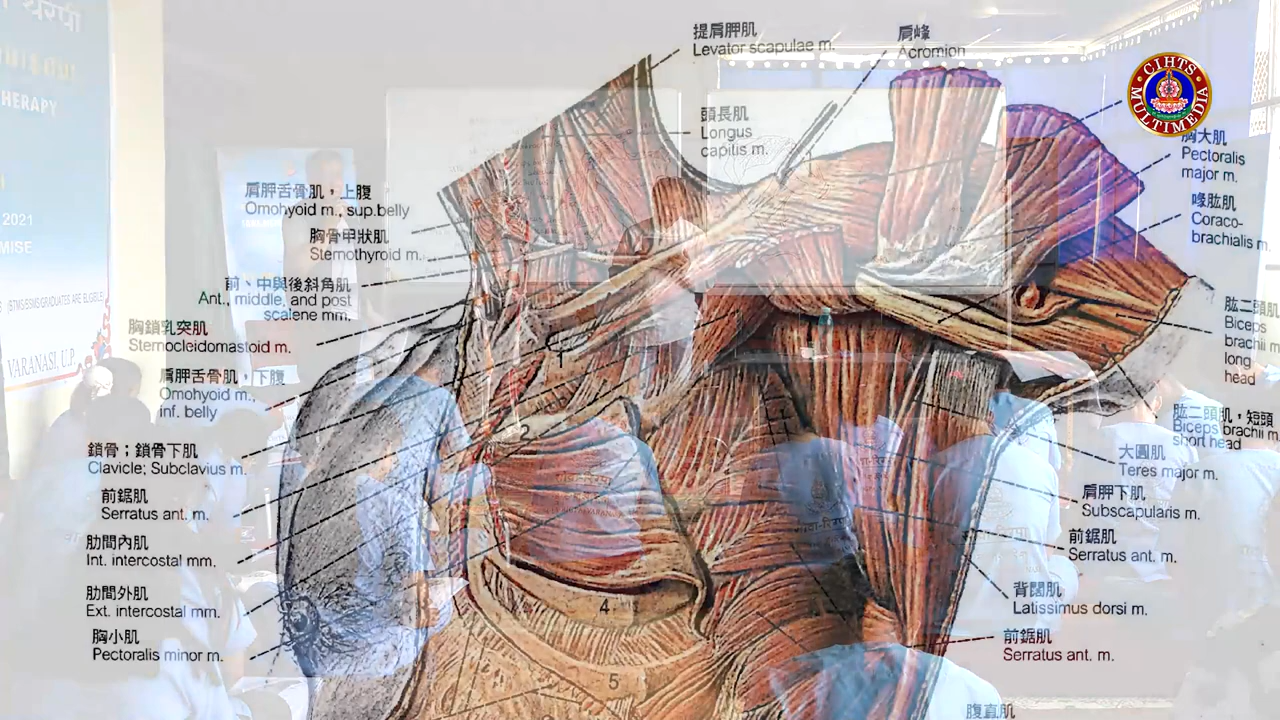 थेरपी
HERAPY
2021
MISE
VARANASI, U.P.
提肩胛肌
Levator scapulae m.
肩峰
Acromion
頭長肌
Longus
capitis m.
CIHTS
MULTIMEDIA
胸大肌
Pectoralis
major m.
喙肱肌
Coraco-
brachialis m.
肩胛舌骨肌，上腹
Omohyoid m., sup.belly
胸骨甲狀肌
Sternothyroid m.
前、中與後斜角肌
Ant., middle, and post
scalene mm.
胸鎖乳突肌
Sternocleidomastoid m.
肩胛舌骨肌，下腹
Omohyoid m.,
inf. belly
鎖骨；鎖骨下肌
Clavicle; Subclavius m.
前鋸肌
Serratus ant. m.
肋間內肌
Int. intercostal mm.
肋間外肌
Ext. intercostal mm.
胸小肌
Pectoralis minor m.
肱二頭肌
Biceps
brachii m
long
head
肱二頭肌，短頭
Biceps brachii m.
short head
大圓肌
Teres major m.
肩胛下肌
Subscapularis m.
前鋸肌
Serratus ant. m.
背闊肌
Latissimus dorsi m.
前鋸肌
Serratus ant. m.
腹直肌
2
4
5